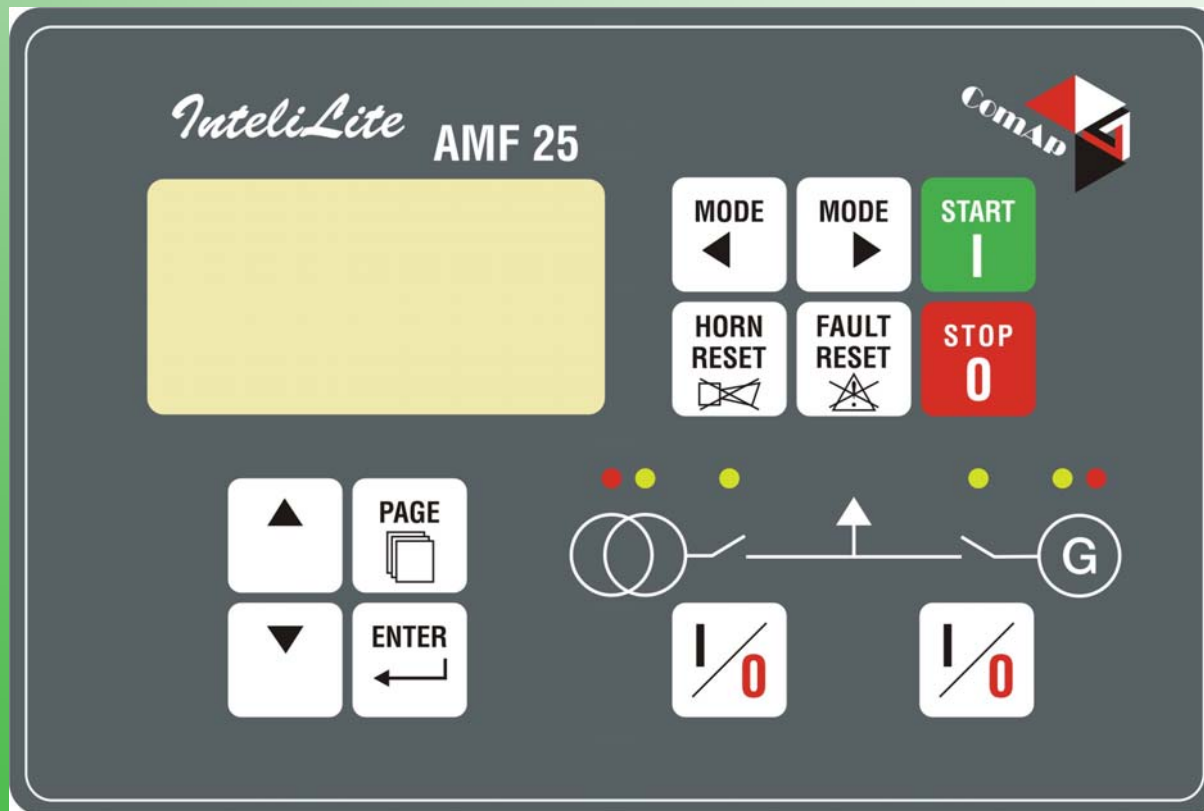 InteliLite AMF 25
ComAp
MODE
MODE
START
I
HORN
RESET
FAULT
RESET
STOP
0
PAGE
ENTER
G
I/0
I/0